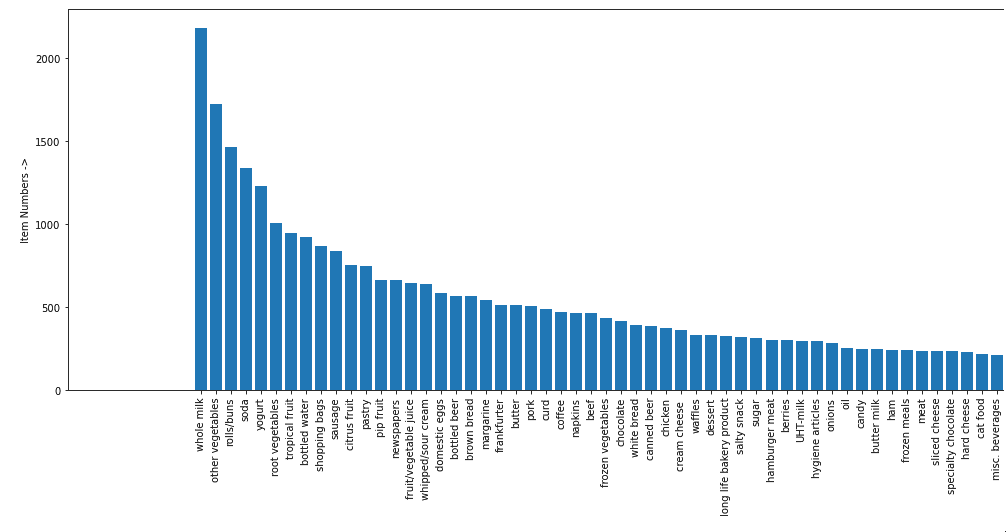 2000
1500
1000
500
0
Item Numbers ->
whole milk
other vegetables
rolls/buns
soda
yogurt
root vegetables
tropical fruit
bottled water
shopping bags
sausage
citrus fruit
pastry
pip fruit
newspapers
fruit/vegetable juice
whipped/sour cream
domestic eggs
bottled beer
brown bread
margarine
frankfurter
butter
pork
curd
coffee
napkins
beef
frozen vegetables
chocolate
white bread
canned beer
chicken
cream cheese
waffles
dessert
long life bakery product
salty snack
sugar
hamburger meat
berries
UHT-milk
hygiene articles
onions
oil
candy
butter milk
ham
frozen meals
meat
sliced cheese
specialty chocolate
hard cheese
cat food
misc. beverages